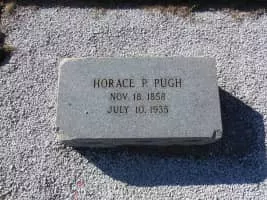 HORACE P. PUGH
NOV. 18, 1858
JULY 10, 1935